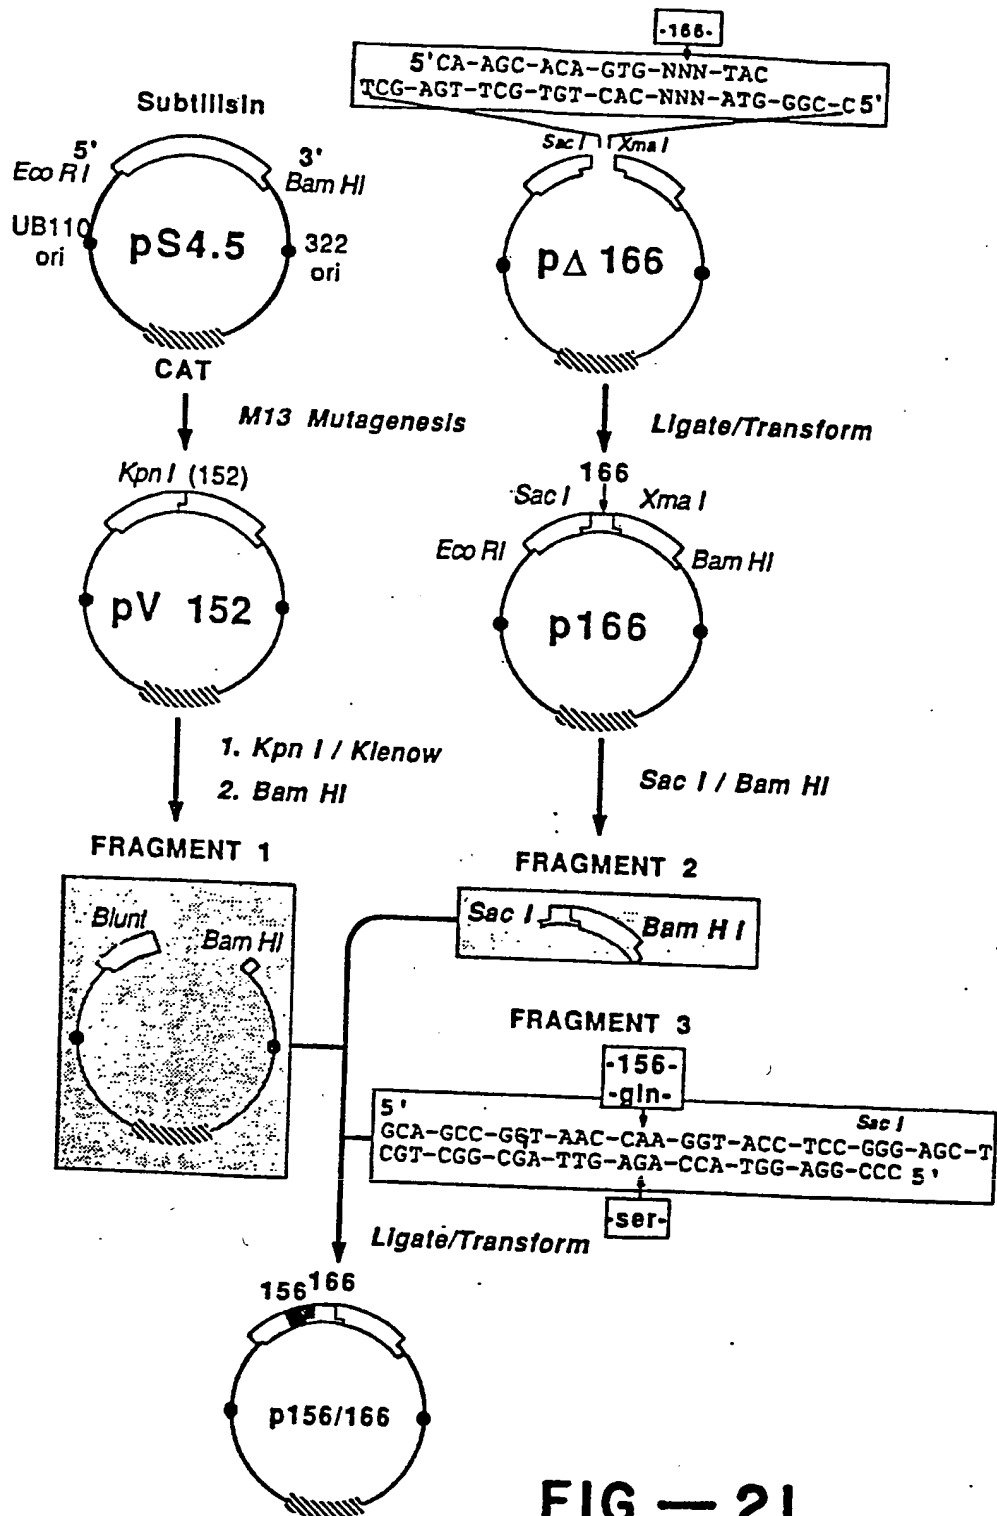 -166-
5'CA-AGC-ACA-GTG-NNN-TAC
TCG-AGT-TCG-TGT-CAC-NNN-ATG-GGC-C5'
Subtilisin
5'
3'
Eco RI
Bam HI
UB110
ori
pS4.5
322
ori
CAT
Sac I
Xma I
pΔ 166
M13 Mutagenesis
Ligate/Transform
Kpn I (152)
pV 152
166
Sac I
Xma I
Eco RI
Bam HI
p166
1. Kpn I / Klenow
2. Bam HI
Sac I / Bam HI
FRAGMENT 1
Blunt
Bam HI
FRAGMENT 2
Sac I
Bam H I
FRAGMENT 3
-156-
-gln-
5'
Sac I
GCA-GCC-GGT-AAC-CAA-GGT-ACC-TCC-GGG-AGC-T
CGT-CGG-CGA-TTG-AGA-CCA-TGG-AGG-CCC 5'
-ser-
Ligate/Transform
156
166
p156/166
FIG — 21